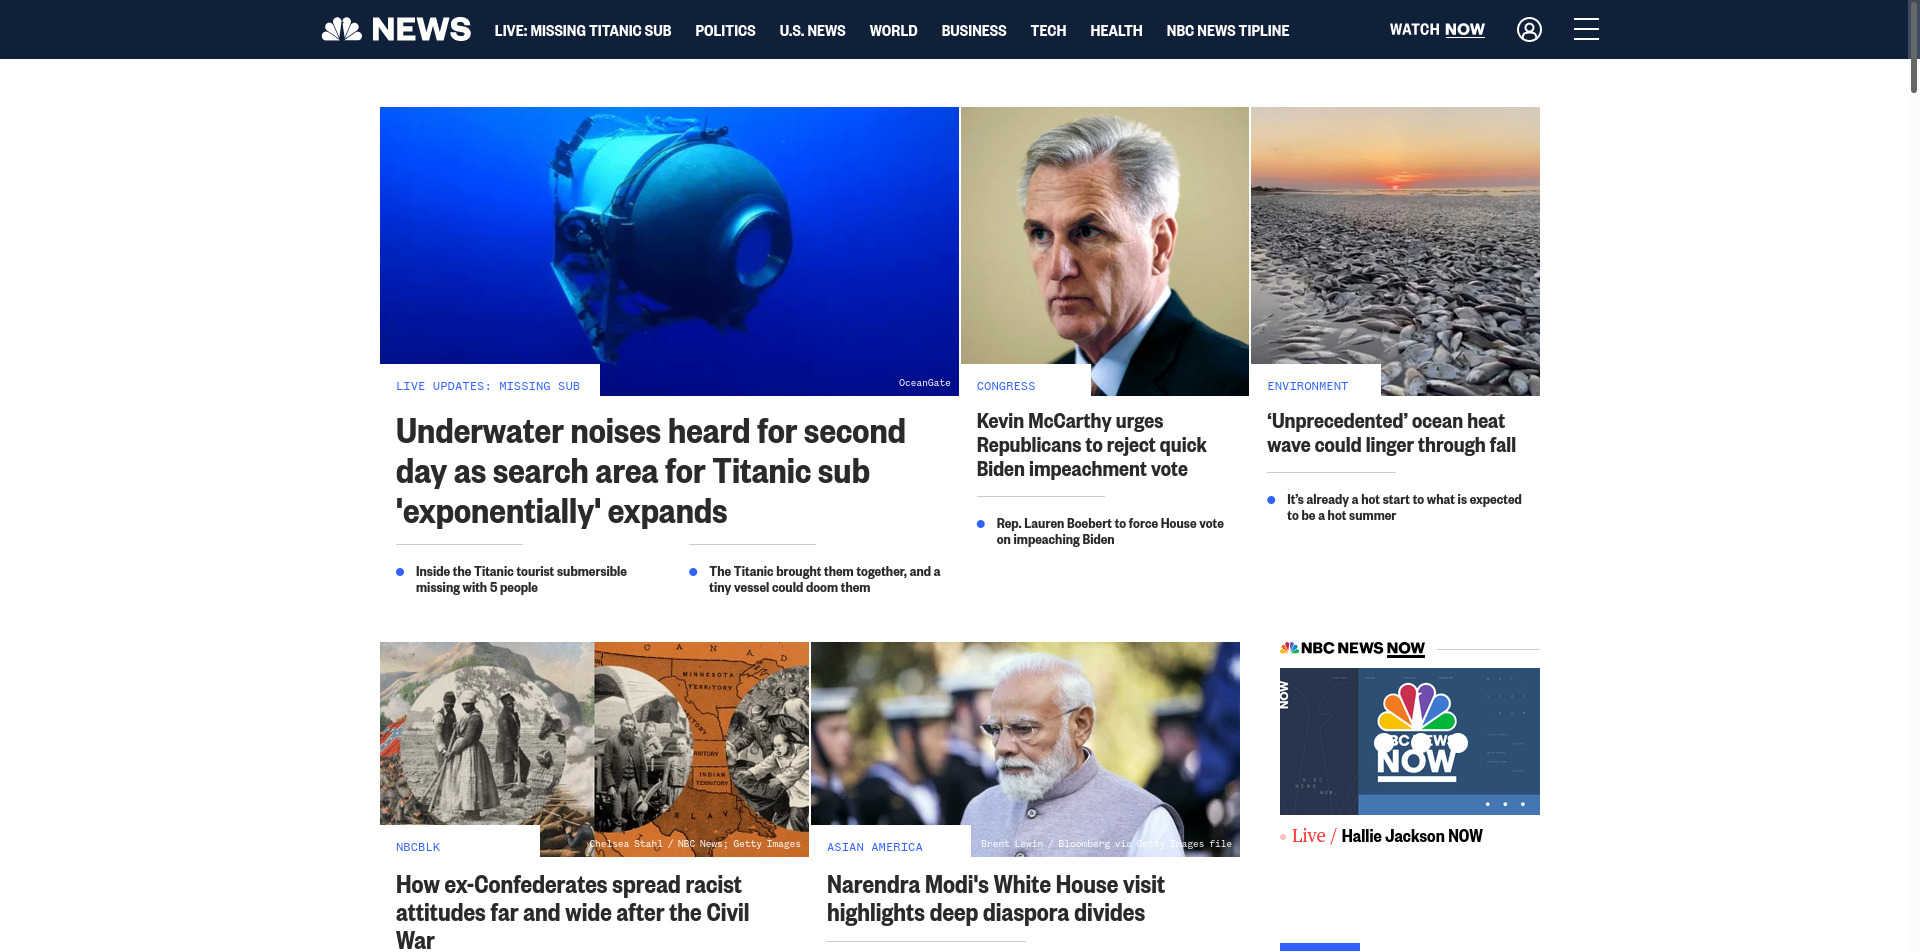 NEWS
LIVE: MISSING TITANIC SUB
POLITICS
U.S. NEWS
WORLD
BUSINESS
TECH
HEALTH
NBC NEWS TIPLINE
WATCH NOW
OceanGate
LIVE UPDATES: MISSING SUB
Underwater noises heard for second
day as search area for Titanic sub
'exponentially' expands
Inside the Titanic tourist submersible
missing with 5 people
The Titanic brought them together, and a
tiny vessel could doom them
CONGRESS
Kevin McCarthy urges
Republicans to reject quick
Biden impeachment vote
Rep. Lauren Boebert to force House vote
on impeaching Biden
ENVIRONMENT
‘Unprecedented’ ocean heat
wave could linger through fall
It’s already a hot start to what is expected
to be a hot summer
CANAD
MINNESOTA
TERRITORY
INDIAN
TERRITORY
Chelsea Stahl / NBC News; Getty Images
NBCBLK
How ex-Confederates spread racist
attitudes far and wide after the Civil
War
Brent Lewin / Bloomberg via Getty Images file
ASIAN AMERICA
Narendra Modi's White House visit
highlights deep diaspora divides
NBC NEWS NOW
NOW
NBC NEWS
NOW
Live / Hallie Jackson NOW